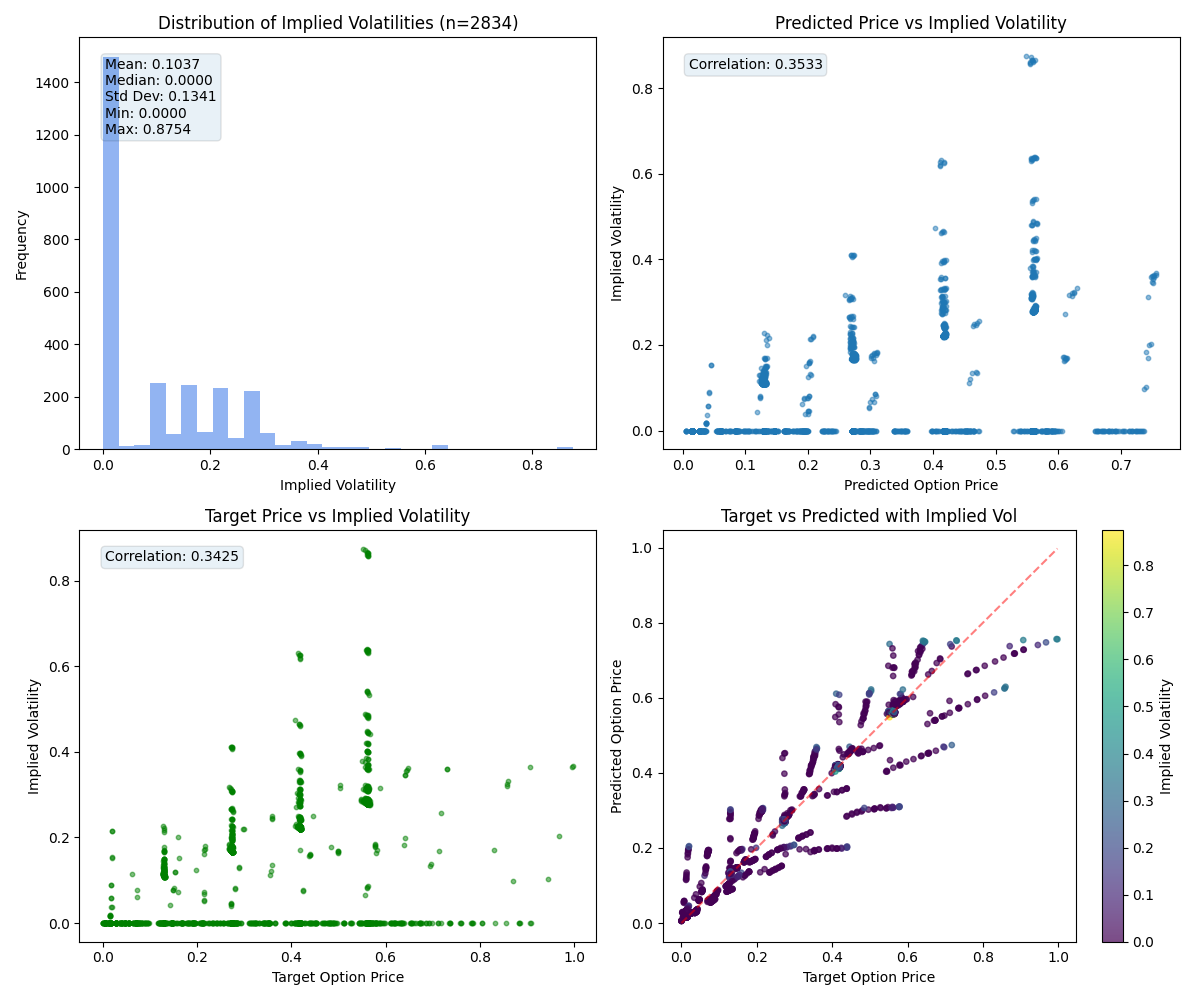 Distribution of Implied Volatilities (n=2834)
Mean: 0.1037
Median: 0.0000
Std Dev: 0.1341
Min: 0.0000
Max: 0.8754
1400
1200
1000
800
600
400
200
0
Frequency
0.0 0.2 0.4 0.6 0.8
Implied Volatility
Predicted Price vs Implied Volatility
Correlation: 0.3533
0.8
0.6
0.4
0.2
0.0
Implied Volatility
0.0 0.1 0.2 0.3 0.4 0.5 0.6 0.7
Predicted Option Price
Target Price vs Implied Volatility
Correlation: 0.3425
0.8
0.6
0.4
0.2
0.0
Implied Volatility
0.0 0.2 0.4 0.6 0.8 1.0
Target Option Price
Target vs Predicted with Implied Vol
1.0
0.8
0.6
0.4
0.2
0.0
Predicted Option Price
0.0 0.2 0.4 0.6 0.8 1.0
Target Option Price
0.8
0.7
0.6
0.5
0.4
0.3
0.2
0.1
0.0
Implied Volatility